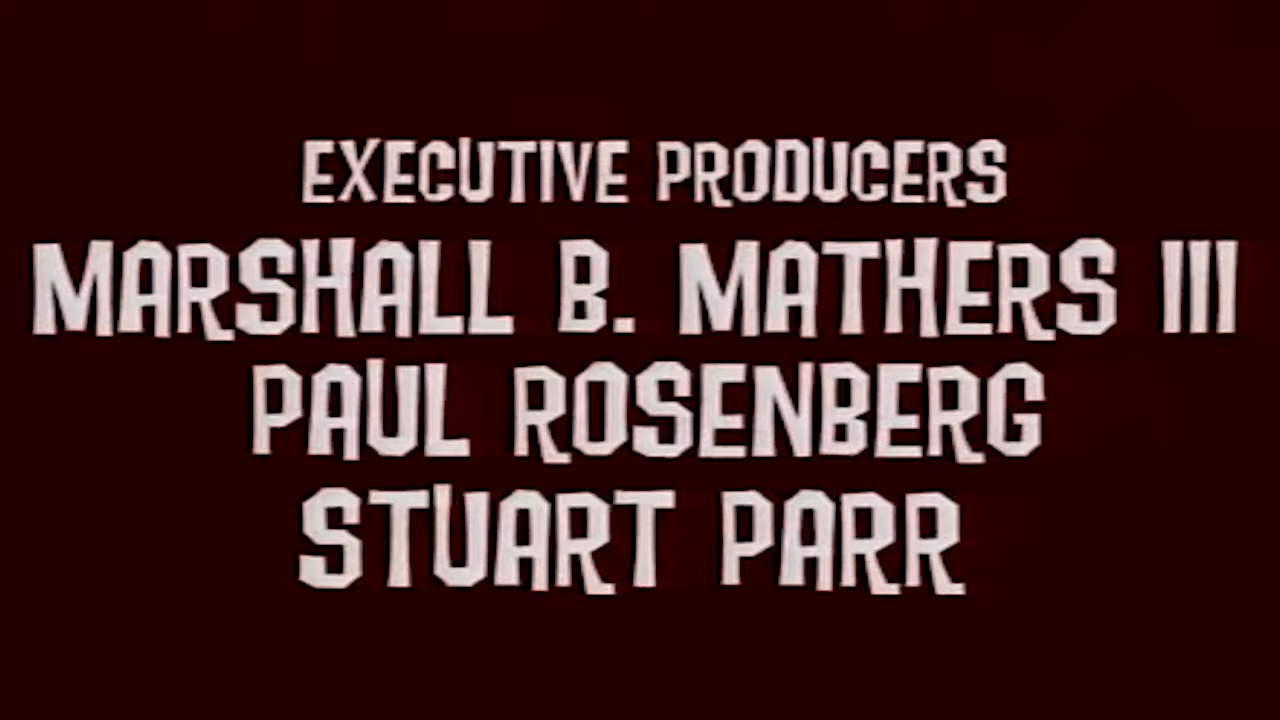 EXECUTIVE PRODUCERS
MARSHALL B. MATHERS III
PAUL ROSENBERG
STUART PARR